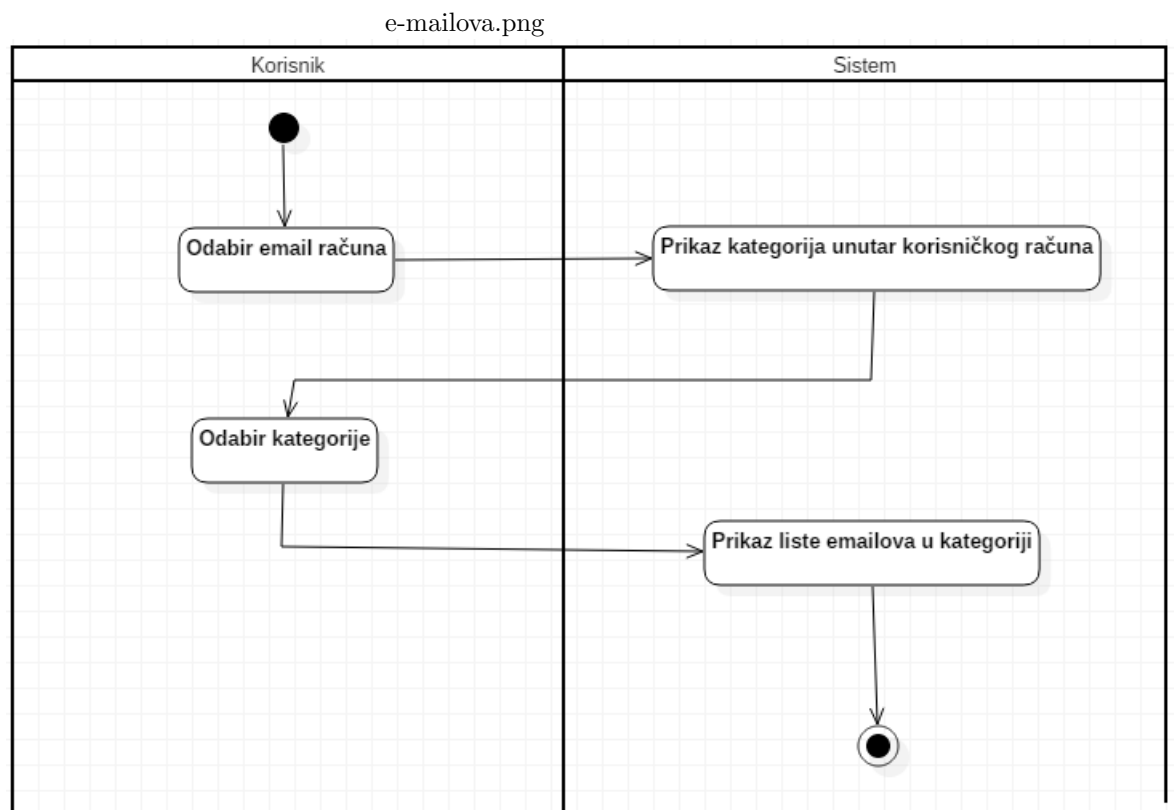 e-mailova.png
Korisnik
Sistem
Odabir email računa
Prikaz kategorija unutar korisničkog računa
Odabir kategorije
Prikaz liste emailova u kategoriji